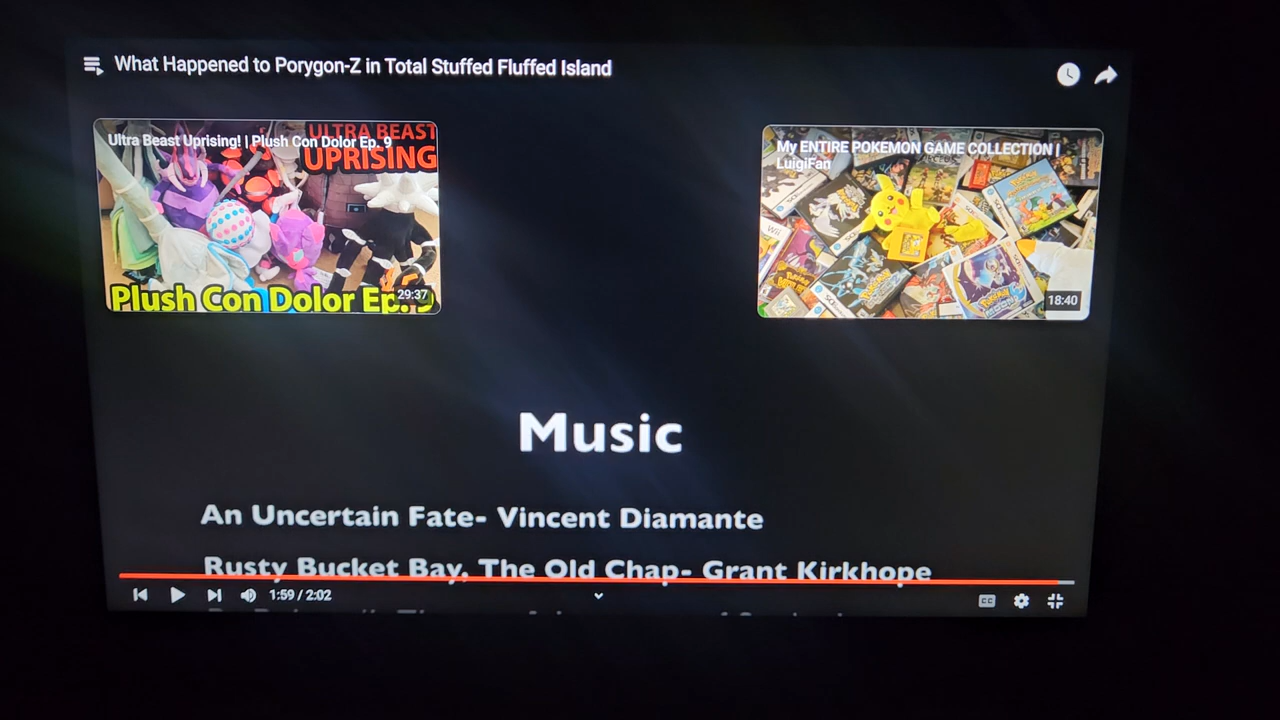 What Happened to Porygon-Z in Total Stuffed Fluffed Island
Ultra Beast Uprising! | Plush Con Dolor Ep. 9
ULTRA BEAST
UPRISING
Plush Con Dolor Ep. 9
29:37
My ENTIRE POKEMON GAME COLLECTION |
LuigiFan
Wii
18:40
Music
An Uncertain Fate- Vincent Diamante
Rusty Bucket Bay, The Old Chap- Grant Kirkhope
1:59 / 2:02
CC